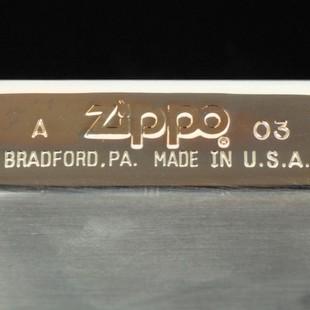 A Zippo® 03
BRADFORD, PA. MADE IN U.S.A.